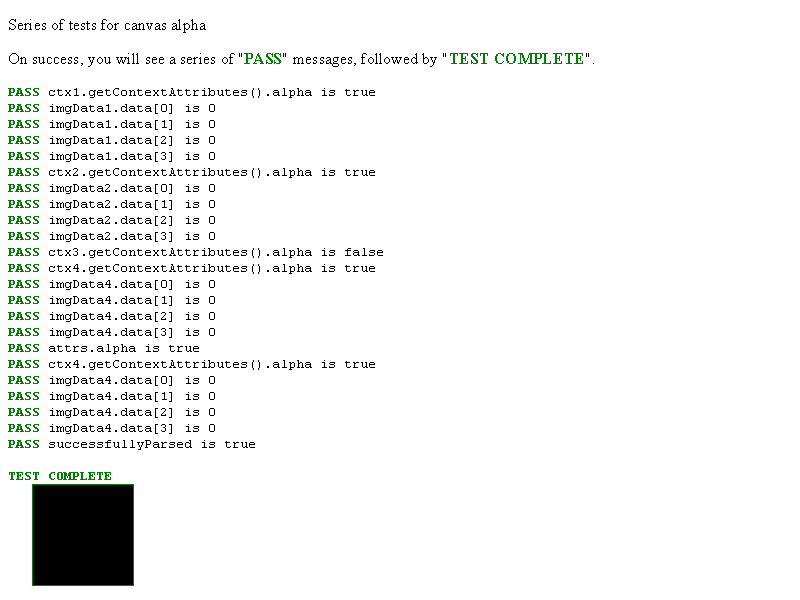 Series of tests for canvas alpha
On success, you will see a series of "PASS" messages, followed by "TEST COMPLETE".
PASS ctx1.getContextAttributes().alpha is true
PASS imgData1.data[0] is 0
PASS imgData1.data[1] is 0
PASS imgData1.data[2] is 0
PASS imgData1.data[3] is 0
PASS ctx2.getContextAttributes().alpha is true
PASS imgData2.data[0] is 0
PASS imgData2.data[1] is 0
PASS imgData2.data[2] is 0
PASS imgData2.data[3] is 0
PASS ctx3.getContextAttributes().alpha is false
PASS ctx4.getContextAttributes().alpha is true
PASS imgData4.data[0] is 0
PASS imgData4.data[1] is 0
PASS imgData4.data[2] is 0
PASS imgData4.data[3] is 0
PASS attrs.alpha is true
PASS ctx4.getContextAttributes().alpha is true
PASS imgData4.data[0] is 0
PASS imgData4.data[1] is 0
PASS imgData4.data[2] is 0
PASS imgData4.data[3] is 0
PASS successfullyParsed is true
TEST COMPLETE